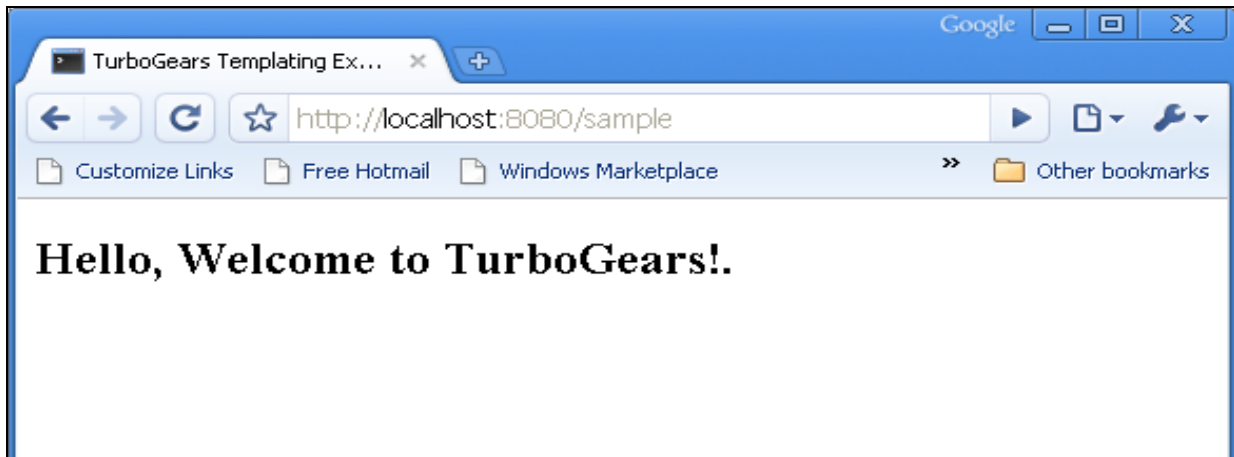 Google
TurboGears Templating Ex...
http://localhost:8080/sample
Customize Links Free Hotmail Windows Marketplace » Other bookmarks
Hello, Welcome to TurboGears!.